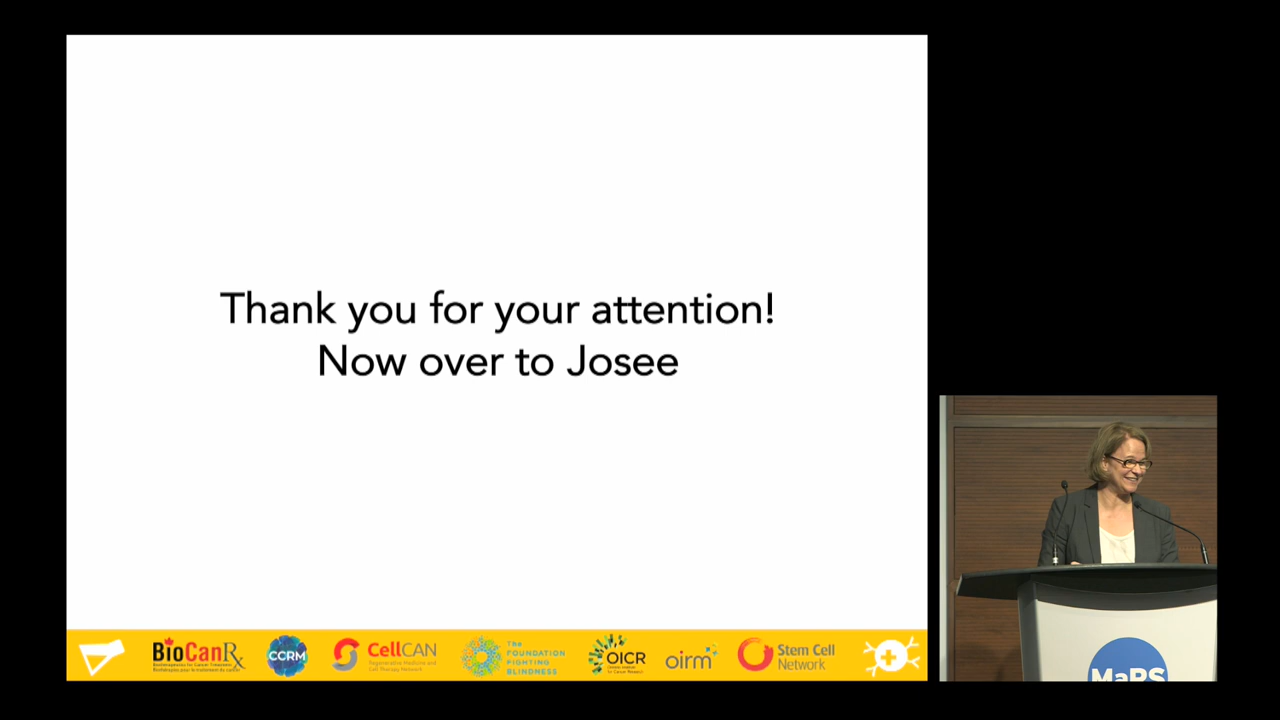 Thank you for your attention!
Now over to Josee
BioCanRx
CCRM
CellCAN
Regenerative Medicine and
Cell Therapy Network
The
FOUNDATION
FIGHTING
BLINDNESS
OICR
oirm
Stem Cell
Network
MaRS